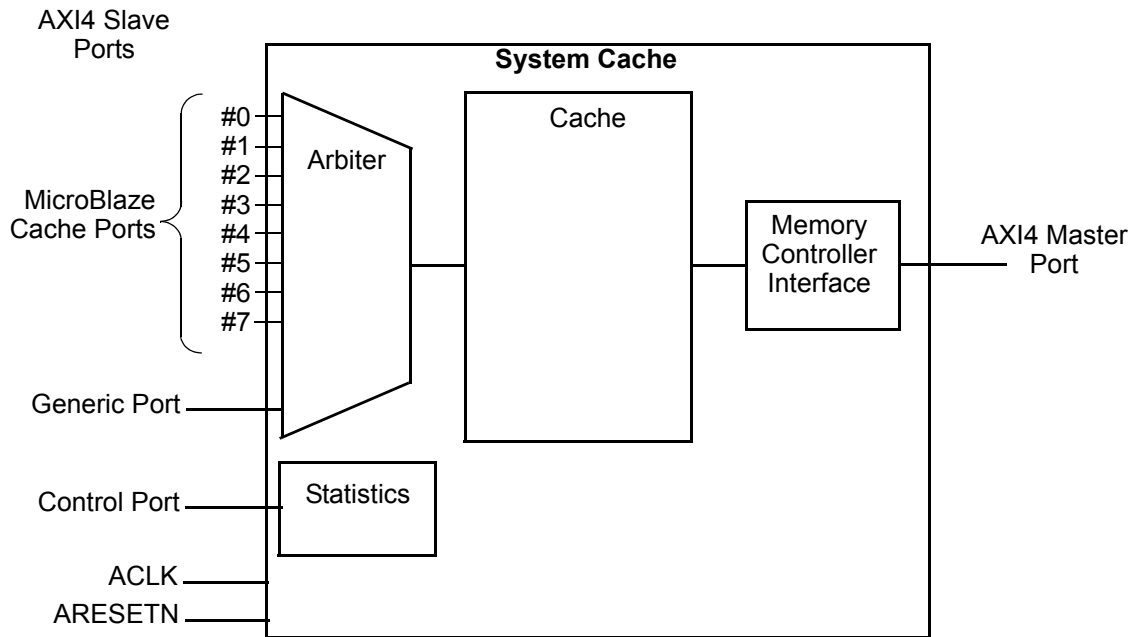 AXI4 Slave
Ports
System Cache
#0
#1
#2
#3
#4
#5
#6
#7
MicroBlaze
Cache Ports
Arbiter
Cache
Memory
Controller
Interface
AXI4 Master
Port
Generic Port
Control Port
Statistics
ACLK
ARESETN